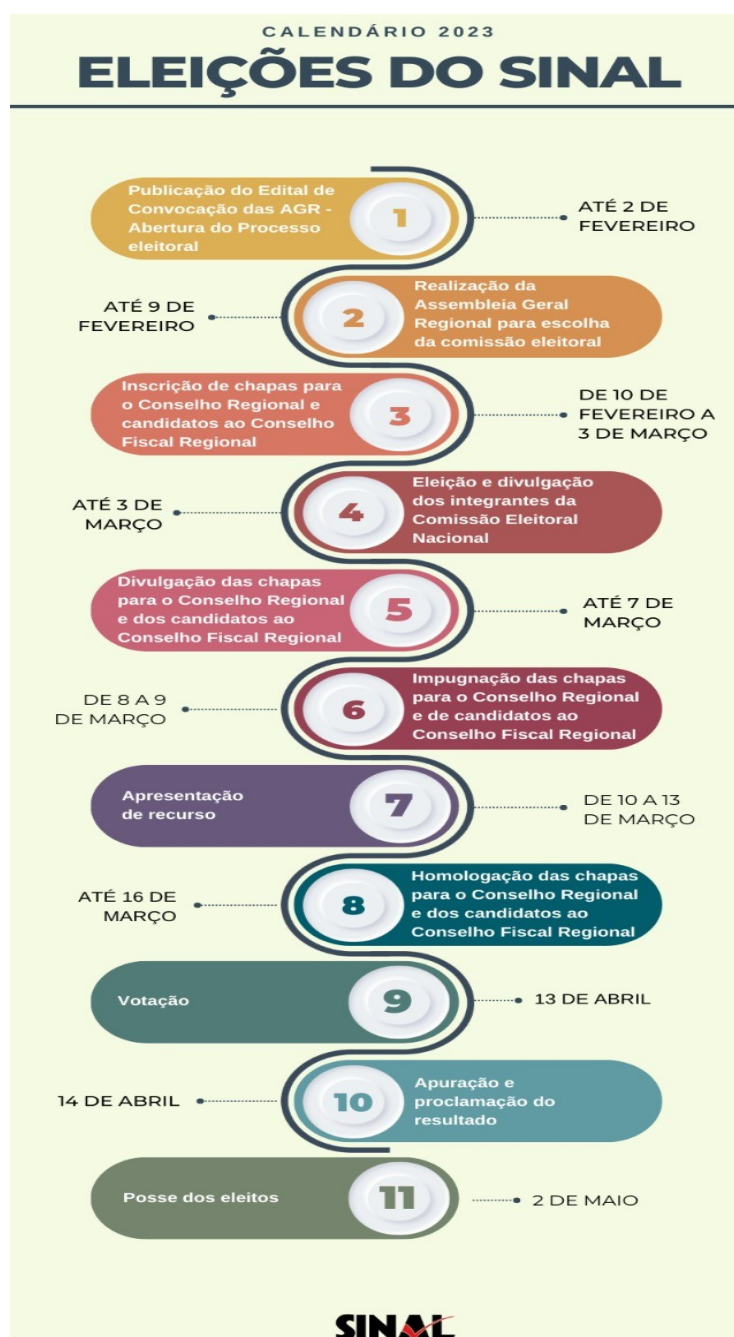 CALENDÁRIO 2023
ELEIÇÕES DO SINAL
Publicação do Edital de
Convocação das AGR -
Abertura do Processo
eleitoral
1
ATÉ 2 DE
FEVEREIRO
ATÉ 9 DE
FEVEREIRO
2
Realização da
Assembleia Geral
Regional para escolha
da comissão eleitoral
Inscrição de chapas para
o Conselho Regional e
candidatos ao Conselho
Fiscal Regional
3
DE 10 DE
FEVEREIRO A
3 DE MARÇO
ATÉ 3 DE
MARÇO
4
Eleição e divulgação
dos integrantes da
Comissão Eleitoral
Nacional
Divulgação das chapas
para o Conselho Regional
e dos candidatos ao
Conselho Fiscal Regional
5
ATÉ 7 DE
MARÇO
DE 8 A 9
DE MARÇO
6
Impugnação das chapas
para o Conselho Regional
e de candidatos ao
Conselho Fiscal Regional
Apresentação
de recurso
7
DE 10 A 13
DE MARÇO
ATÉ 16 DE
MARÇO
8
Homologação das chapas
para o Conselho Regional
e dos candidatos ao
Conselho Fiscal Regional
Votação
9
13 DE ABRIL
14 DE ABRIL
10
Apuração e
proclamação do
resultado
Posse dos eleitos
11
2 DE MAIO
SINAL